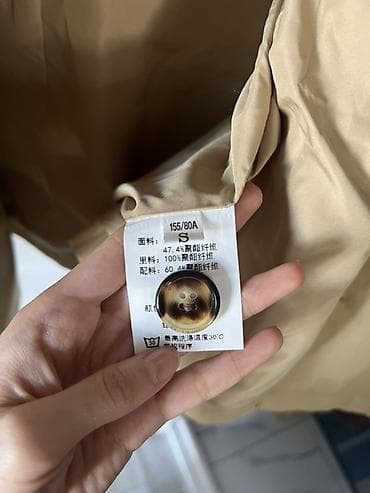 155/80A
S
面料:
47.4%聚酯纤维
里料: 100%聚酯纤维
配料: 60.4%聚酯纤维
最高洗涤温度30°C
常规程序